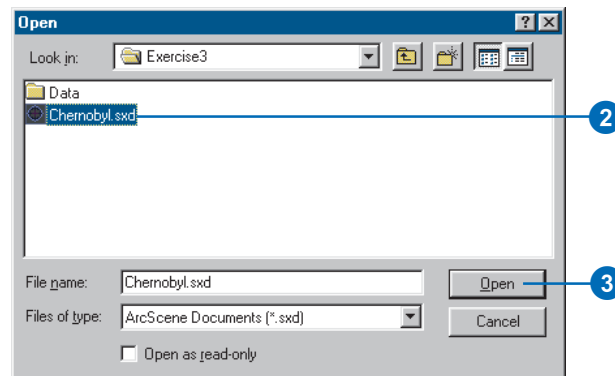 Open
Look in: Exercise3
Data
Chernobyl.sxd
2
File name: Chernobyl.sxd Open
3
Files of type: ArcScene Documents (*.sxd) Cancel
Open as read-only